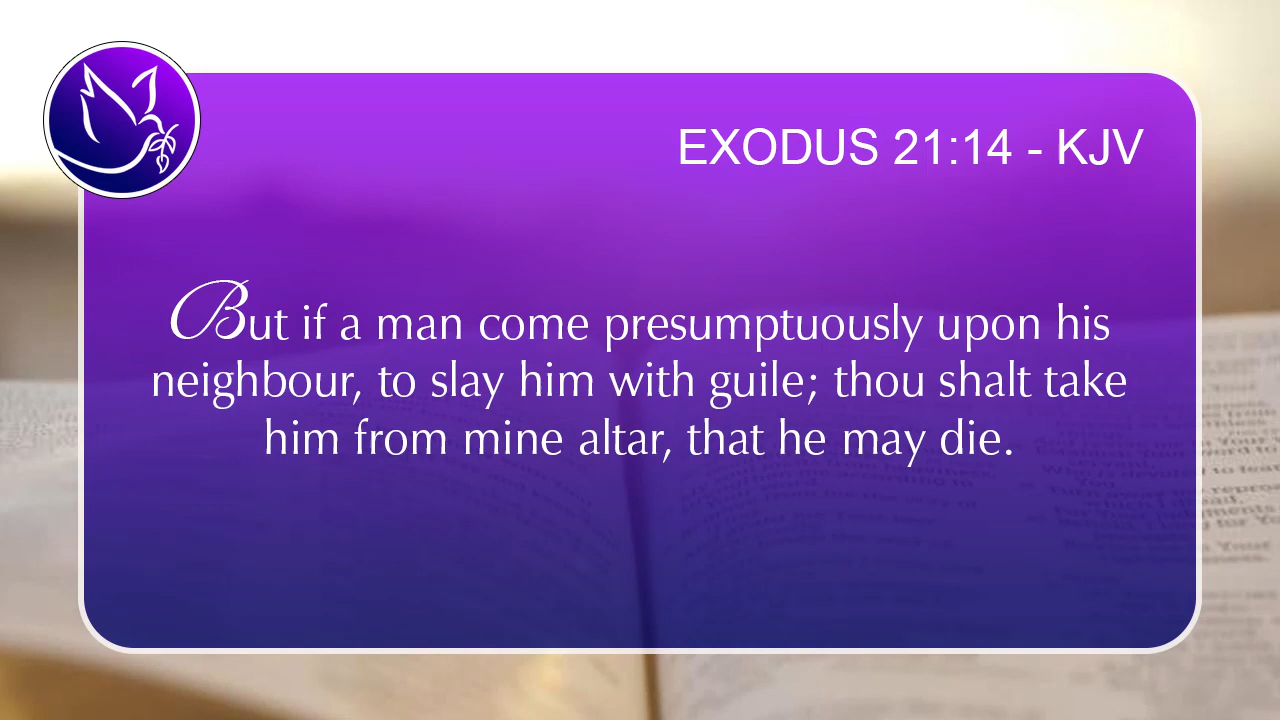 EXODUS 21:14 - KJV
But if a man come presumptuously upon his
neighbour, to slay him with guile; thou shalt take
him from mine altar, that he may die.